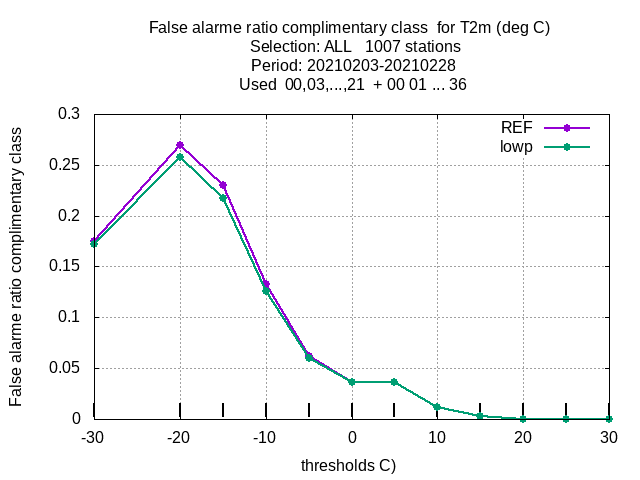 False alarme ratio complimentary class  for T2m (deg C)
Selection: ALL   1007 stations
Period: 20210203-20210228
Used  00,03,...,21  + 00 01 ... 36
False alarme ratio complimentary class
0.3
0.25
0.2
0.15
0.1
0.05
0
REF
lowp
-30 -20 -10 0 10 20 30
thresholds C)